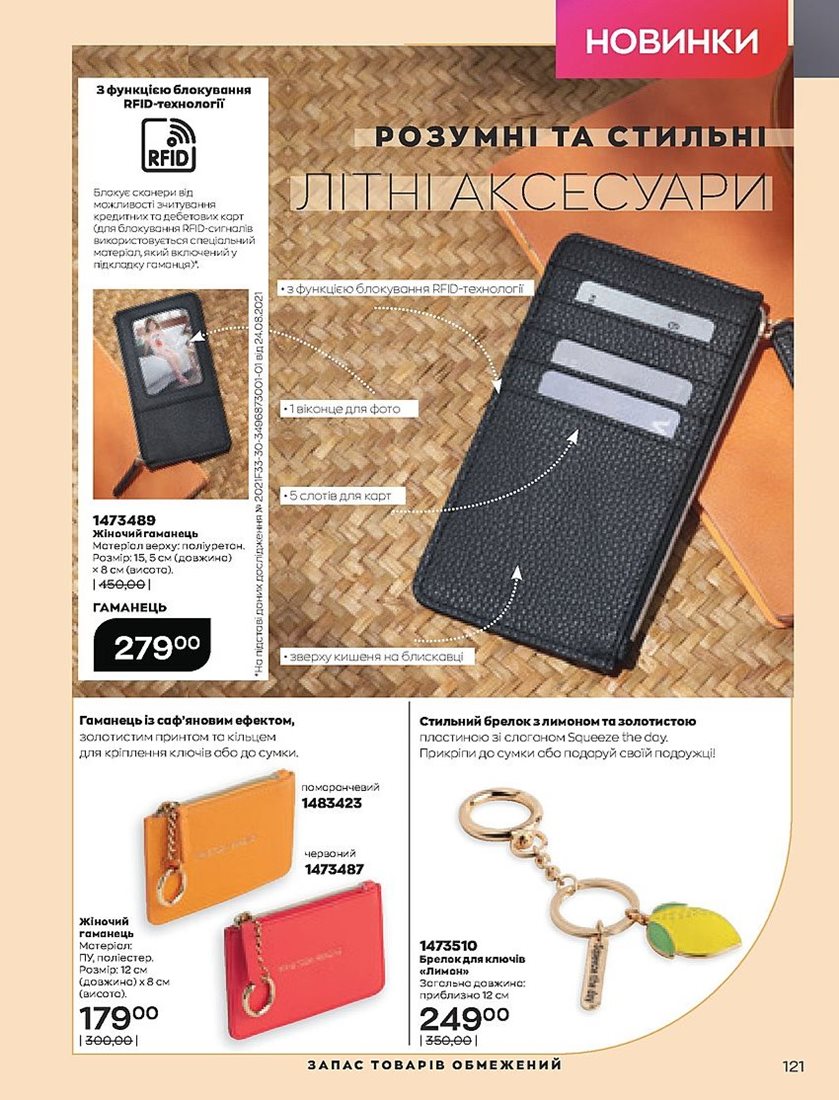 НОВИНКИ
З функцією блокування
RFID-технології
RFID
Блокує сканери від
можливості зчитування
кредитних та дебетових карт
(для блокування RFID-сигналів
використовується спеціальний
матеріал, який включений у
підкладку гаманця)*.
РОЗУМНІ ТА СТИЛЬНІ
ЛІТНІ АКСЕСУАРИ
• з функцією блокування RFID-технології
• 1 віконце для фото
• 5 слотів для карт
• зверху кишеня на блискавці
*На підставі даних дослідження № 2021F33-30-3496873001-01 від 24.08.2021
1473489
Жіночий гаманець
Матеріал верху: поліуретан.
Розмір: 15, 5 см (довжина)
× 8 см (висота).
| 450,00 |
ГАМАНЕЦЬ
279⁰⁰
Гаманець із саф’яновим ефектом,
золотистим принтом та кільцем
для кріплення ключів або до сумки.
помаранчевий
1483423
червоний
1473487
Жіночий
гаманець
Матеріал:
ПУ, поліестер.
Розмір: 12 см
(довжина) х 8 см
(висота).
179⁰⁰
| 300,00 |
Стильний брелок з лимоном та золотистою
пластиною зі слоганом Squeeze the day.
Прикріпи до сумки або подаруй своїй подружці!
1473510
Брелок для ключів
«Лимон»
Загальна довжина:
приблизно 12 см
249⁰⁰
| 350,00 |
ЗАПАС ТОВАРІВ ОБМЕЖЕНИЙ
121